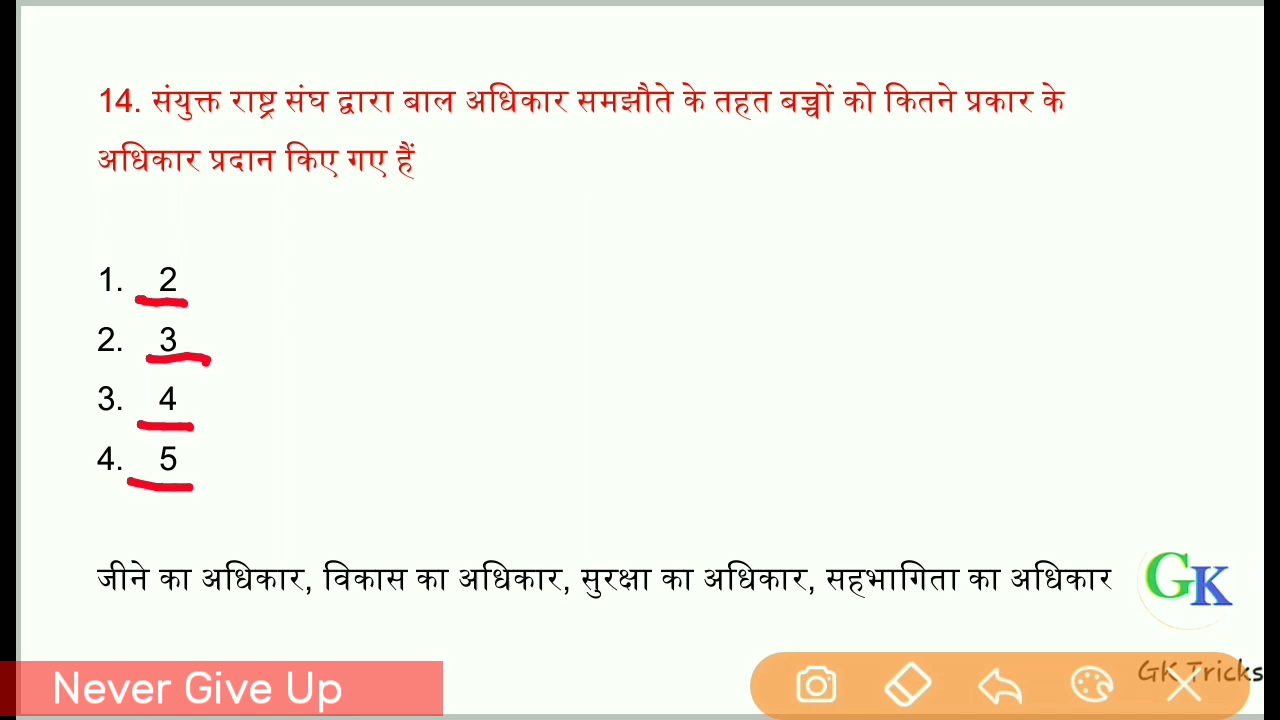 14. संयुक्त राष्ट्र संघ द्वारा बाल अधिकार समझौते के तहत बच्चों को कितने प्रकार के
अधिकार प्रदान किए गए हैं
1. 2
2. 3
3. 4
4. 5
जीने का अधिकार, विकास का अधिकार, सुरक्षा का अधिकार, सहभागिता का अधिकार
GK
GK Tricks
Never Give Up